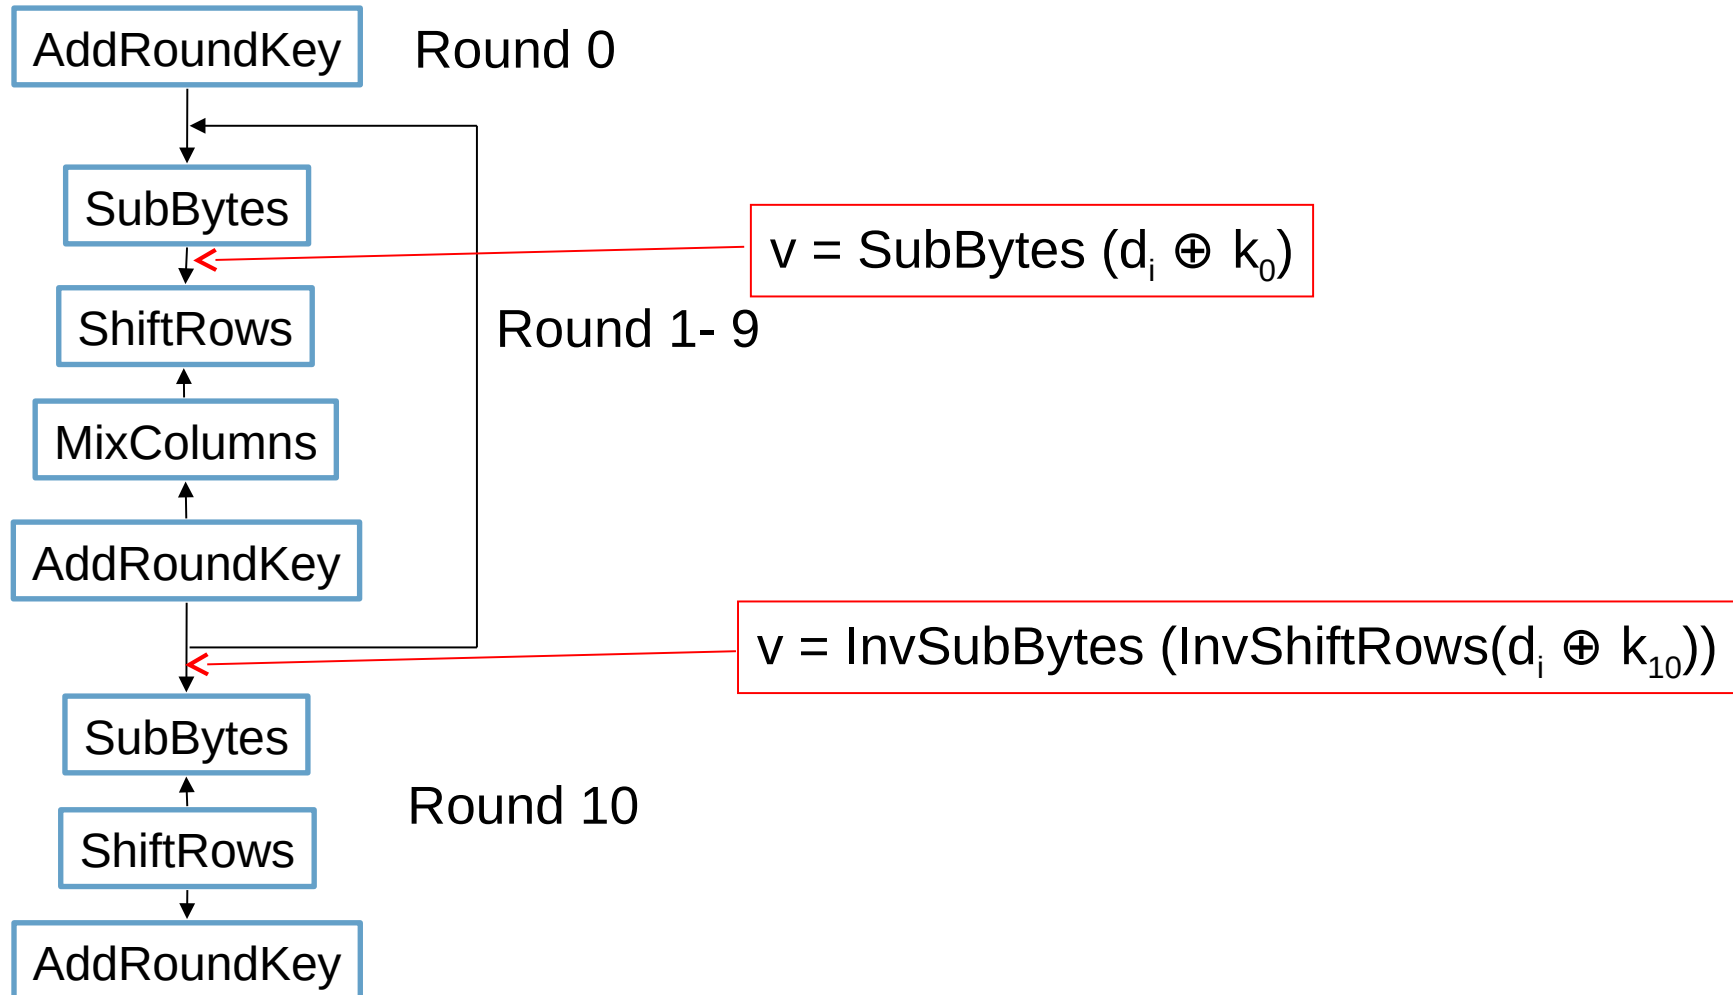 AddRoundKey
Round 0
SubBytes
v = SubBytes (dᵢ ⊕ k₀)
ShiftRows
Round 1- 9
MixColumns
AddRoundKey
v = InvSubBytes (InvShiftRows(dᵢ ⊕ k₁₀))
SubBytes
Round 10
ShiftRows
AddRoundKey